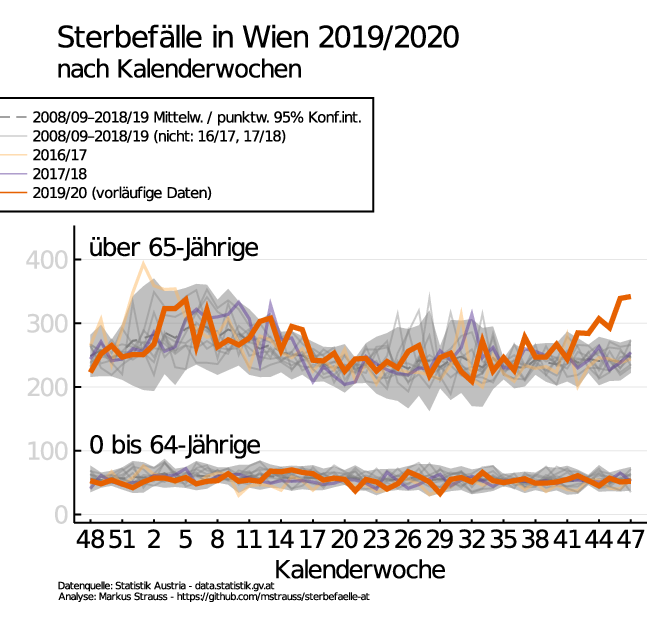 Sterbefälle in Wien 2019/2020
nach Kalenderwochen
2008/09–2018/19 Mittelw. / punktw. 95% Konf.int.
2008/09–2018/19 (nicht: 16/17, 17/18)
2016/17
2017/18
2019/20 (vorläufige Daten)
über 65-Jährige
400
300
200
0 bis 64-Jährige
100
0
48 51 2 5 8 11 14 17 20 23 26 29 32 35 38 41 44 47
Kalenderwoche
Datenquelle: Statistik Austria - data.statistik.gv.at
Analyse: Markus Strauss - https://github.com/mstrauss/sterbefaelle-at